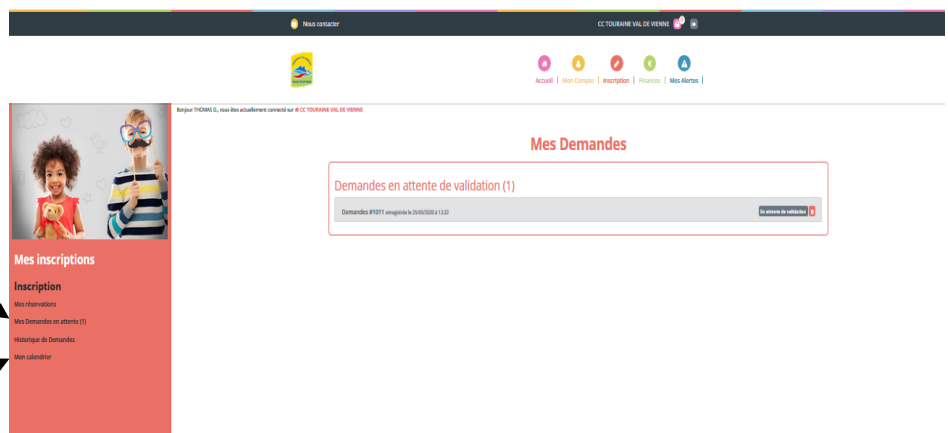 Nous contacter
CC TOURAINE VAL DE VIENNE
Accueil | Mon Compte | Inscription | Finances | Mes Alertes |
Bonjour THOMAS D., vous êtes actuellement connecté sur CC TOURAINE VAL DE VIENNE
Mes Demandes
Demandes en attente de validation (1)
Demandes #1011 enregistrée le 29/05/2020 à 13:22
En attente de validation
Mes inscriptions
Inscription
Mes réservations
Mes Demandes en attente (1)
Historique de Demandes
Mon calendrier